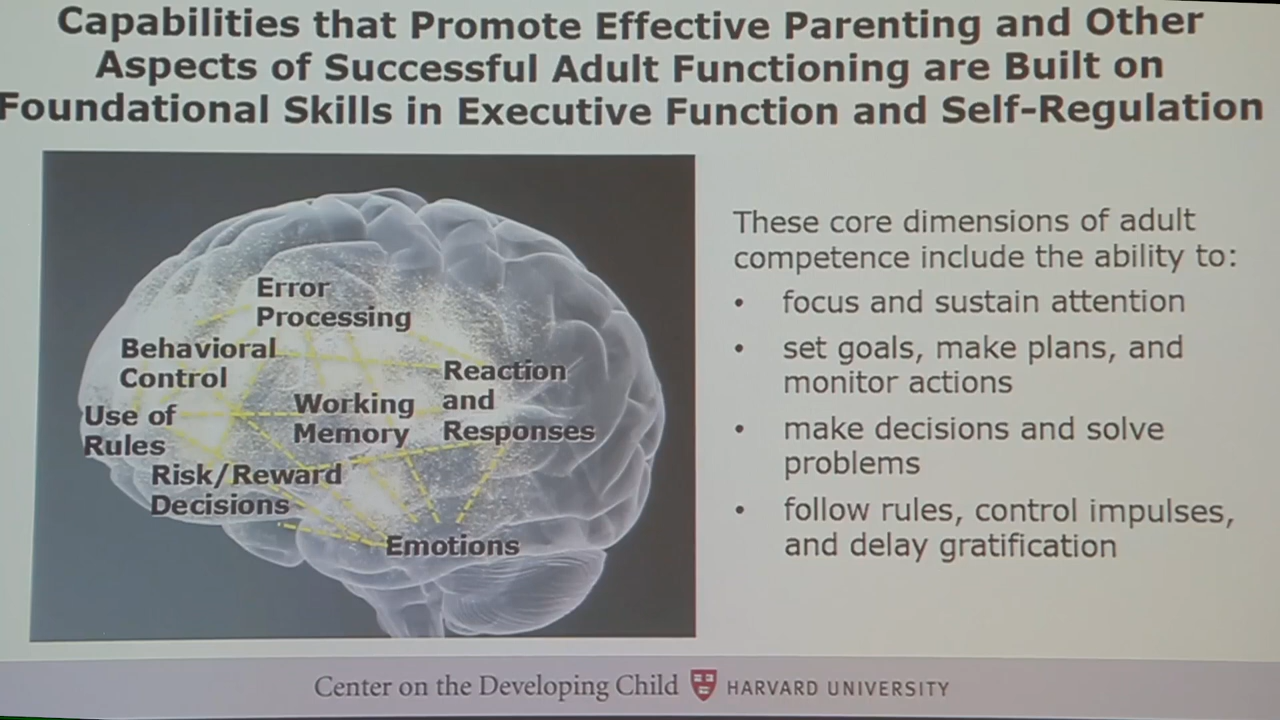 Capabilities that Promote Effective Parenting and Other
Aspects of Successful Adult Functioning are Built on
Foundational Skills in Executive Function and Self-Regulation
Error
Processing
Behavioral
Control
Use of
Rules
Working
Memory
Reaction
and
Responses
Risk/Reward
Decisions
Emotions
These core dimensions of adult
competence include the ability to:
• focus and sustain attention
• set goals, make plans, and
monitor actions
• make decisions and solve
problems
• follow rules, control impulses,
and delay gratification
Center on the Developing Child HARVARD UNIVERSITY